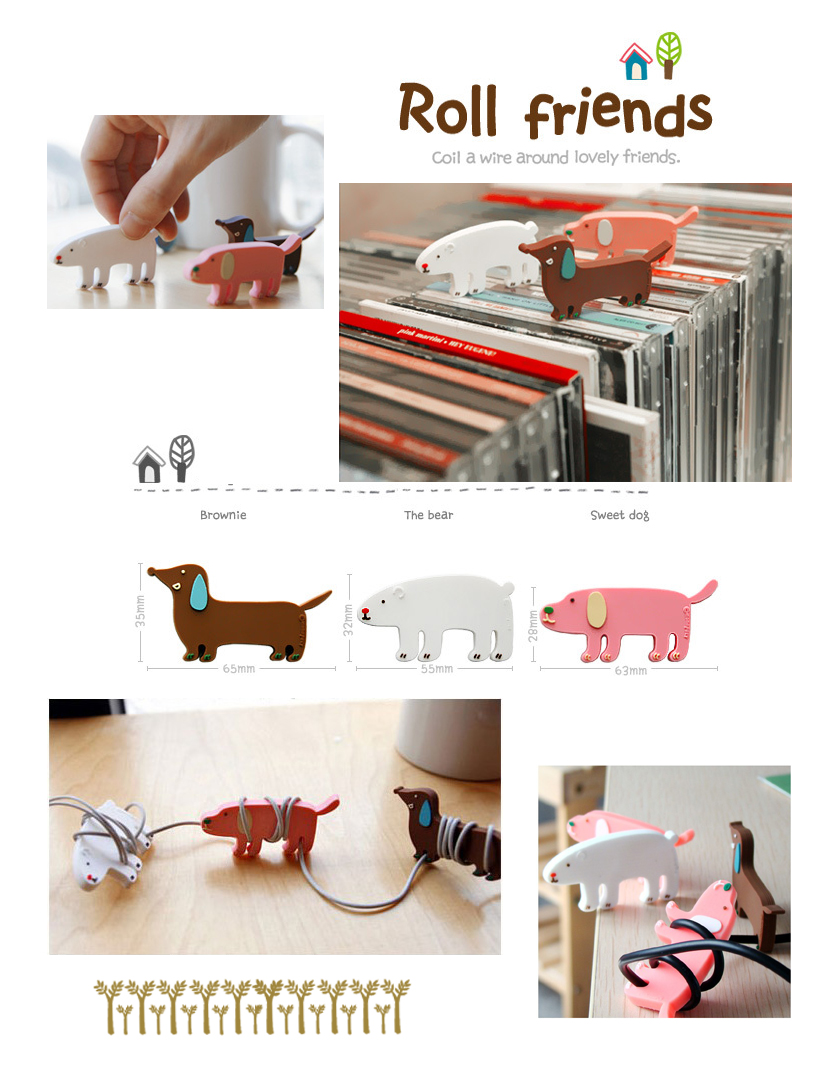 Roll friends
Coil a wire around lovely friends.
pink martini • HEY EUGENE!
Brownie
The bear
Sweet dog
35mm
65mm
32mm
55mm
28mm
63mm